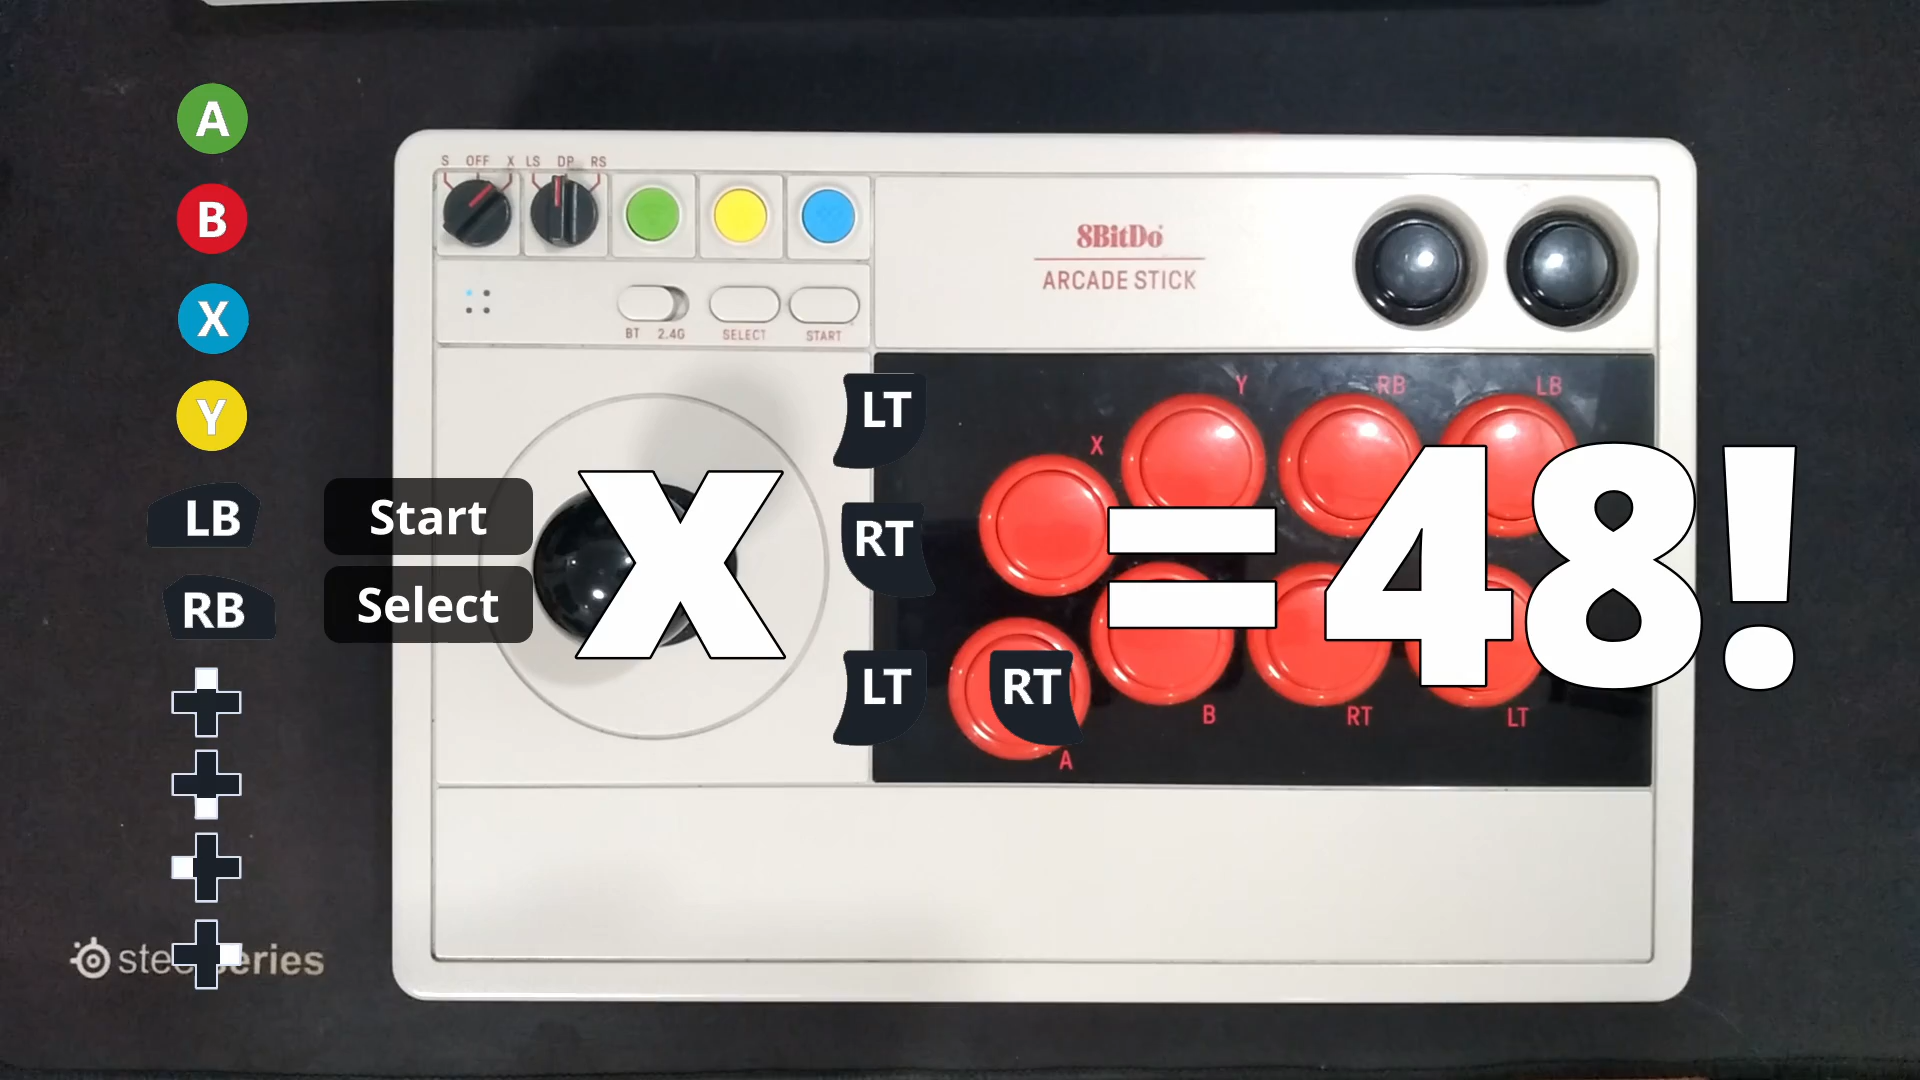 A
B
X
Y
LB
RB
Start
Select
X
LT
RT
LT RT
=48!
S OFF X LS DP RS
BT 2.4G SELECT START
8BitDo
ARCADE STICK
X
Y
RB
LB
A
B
RT
LT
steelseries